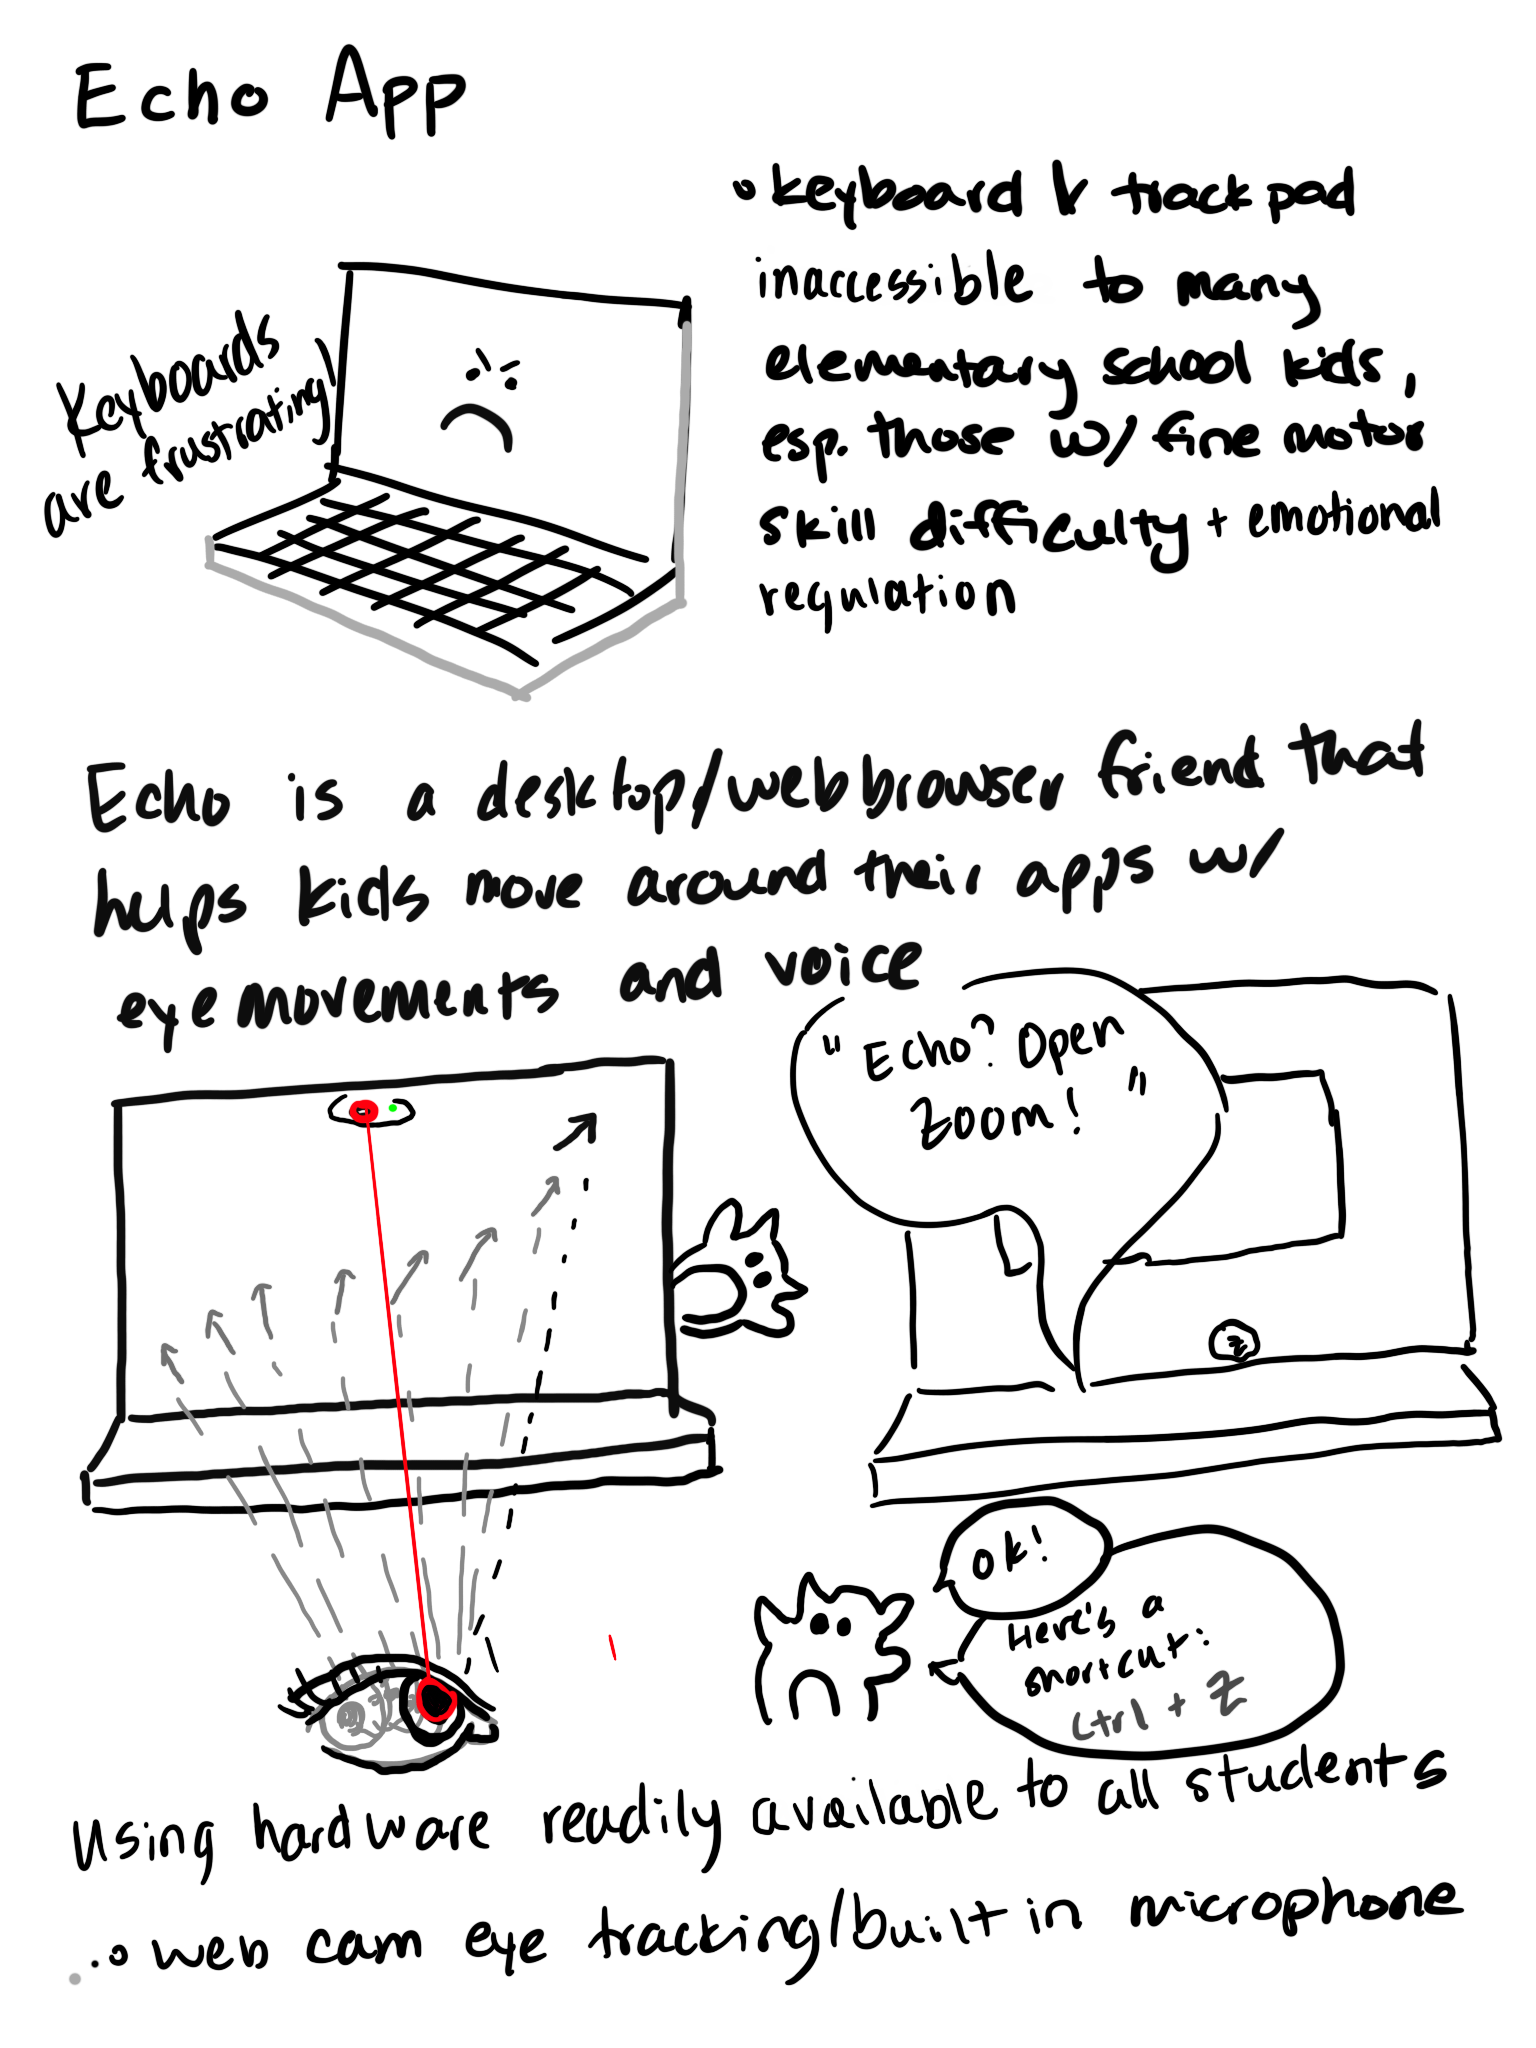 Echo App
• Keyboard & trackpad
inaccessible to many
elementary school kids,
esp. those w/ fine motor
skill difficulty + emotional
regulation
Keyboards
are frustrating!
Echo is a desktop/web browser friend that
helps kids move around their apps w/
eye movements and voice
"Echo? Open
Zoom!"
z
OK!
Here's a
shortcut:
Ctrl + Z
Using hardware readily available to all students
• web cam eye tracking/built in microphone